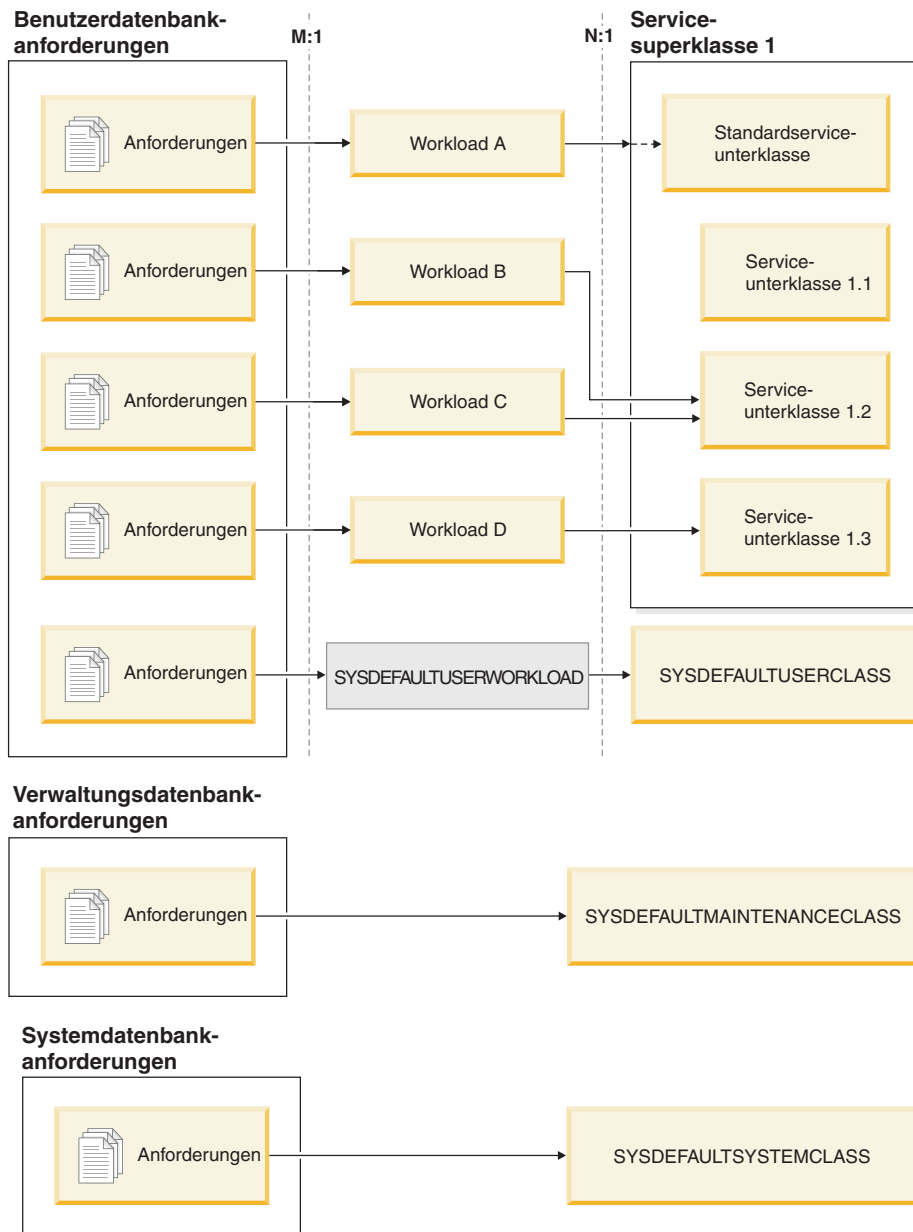 Benutzerdatenbank-
anforderungen
M:1
N:1
Service-
superklasse 1
Anforderungen
Workload A
Standardservice-
unterklasse
Anforderungen
Workload B
Service-
unterklasse 1.1
Anforderungen
Workload C
Service-
unterklasse 1.2
Anforderungen
Workload D
Service-
unterklasse 1.3
Anforderungen
SYSDEFAULTUSERWORKLOAD
SYSDEFAULTUSERCLASS
Verwaltungsdatenbank-
anforderungen
Anforderungen
SYSDEFAULTMAINTENANCECLASS
Systemdatenbank-
anforderungen
Anforderungen
SYSDEFAULTSYSTEMCLASS